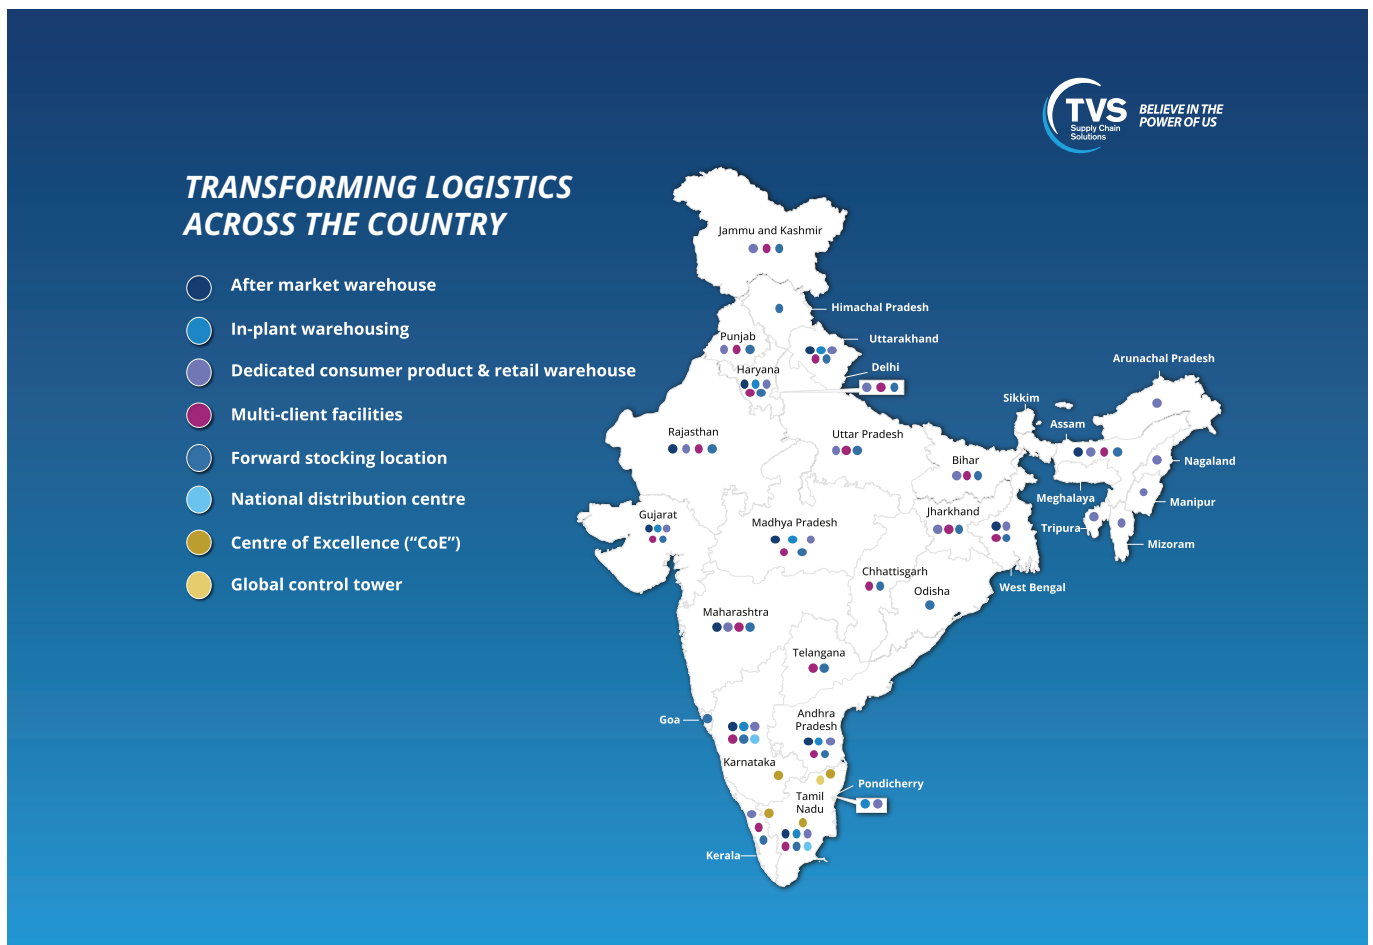 TVS
Supply Chain
Solutions
BELIEVE IN THE
POWER OF US
TRANSFORMING LOGISTICS
ACROSS THE COUNTRY
After market warehouse
In-plant warehousing
Dedicated consumer product & retail warehouse
Multi-client facilities
Forward stocking location
National distribution centre
Centre of Excellence (“CoE”)
Global control tower
Jammu and Kashmir
Himachal Pradesh
Punjab
Uttarakhand
Haryana
Delhi
Arunachal Pradesh
Sikkim
Assam
Rajasthan
Uttar Pradesh
Bihar
Nagaland
Meghalaya
Manipur
Gujarat
Madhya Pradesh
Jharkhand
Tripura
Mizoram
Chhattisgarh
Odisha
West Bengal
Maharashtra
Telangana
Goa
Andhra
Pradesh
Karnataka
Pondicherry
Tamil
Nadu
Kerala